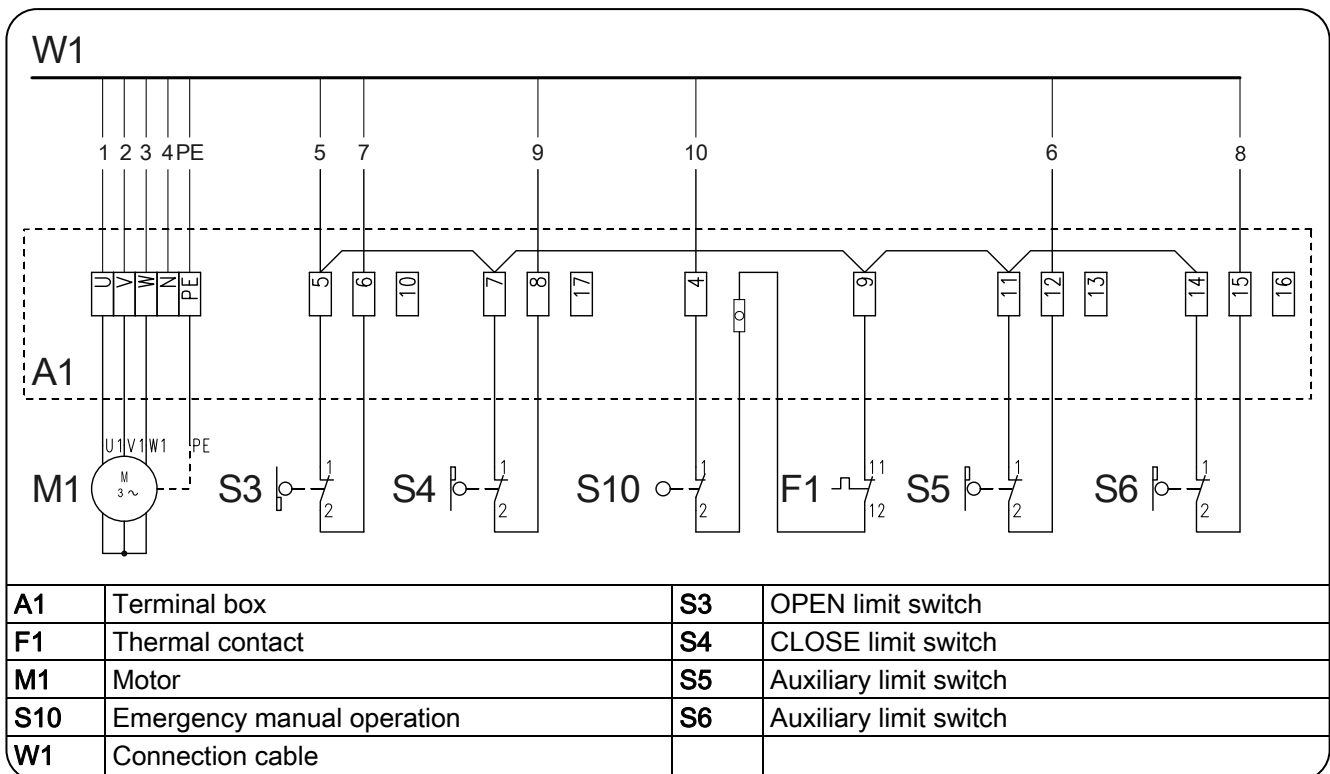 W1
1 2 3 4 PE 5 7 9 10 6 8
U V W N PE 5 6 10 7 8 17 4 9 11 12 13 14 15 16
A1
U1 V1 W1 PE
M1 M 3 ~ S3 1 2 S4 1 2 S10 1 2 F1 11 12 S5 1 2 S6 1 2
A1 Terminal box S3 OPEN limit switch
F1 Thermal contact S4 CLOSE limit switch
M1 Motor S5 Auxiliary limit switch
S10 Emergency manual operation S6 Auxiliary limit switch
W1 Connection cable